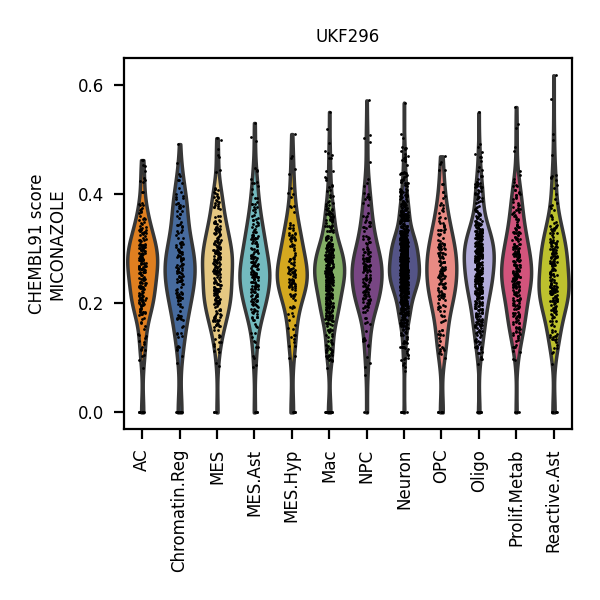 UKF296
CHEMBL91 score
MICONAZOLE
0.6
0.4
0.2
0.0
AC
Chromatin.Reg
MES
MES.Ast
MES.Hyp
Mac
NPC
Neuron
OPC
Oligo
Prolif.Metab
Reactive.Ast